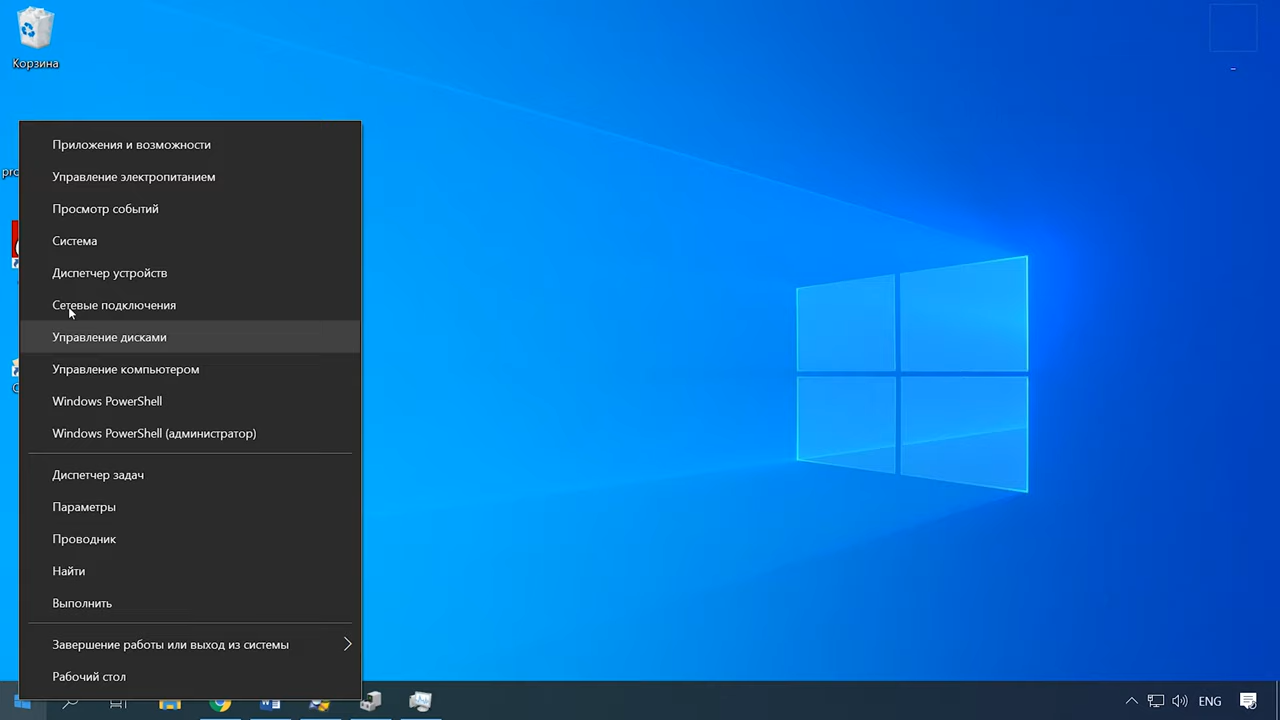 Корзина
Приложения и возможности
Управление электропитанием
Просмотр событий
Система
Диспетчер устройств
Сетевые подключения
Управление дисками
Управление компьютером
Windows PowerShell
Windows PowerShell (администратор)
Диспетчер задач
Параметры
Проводник
Найти
Выполнить
Завершение работы или выход из системы
Рабочий стол
ENG